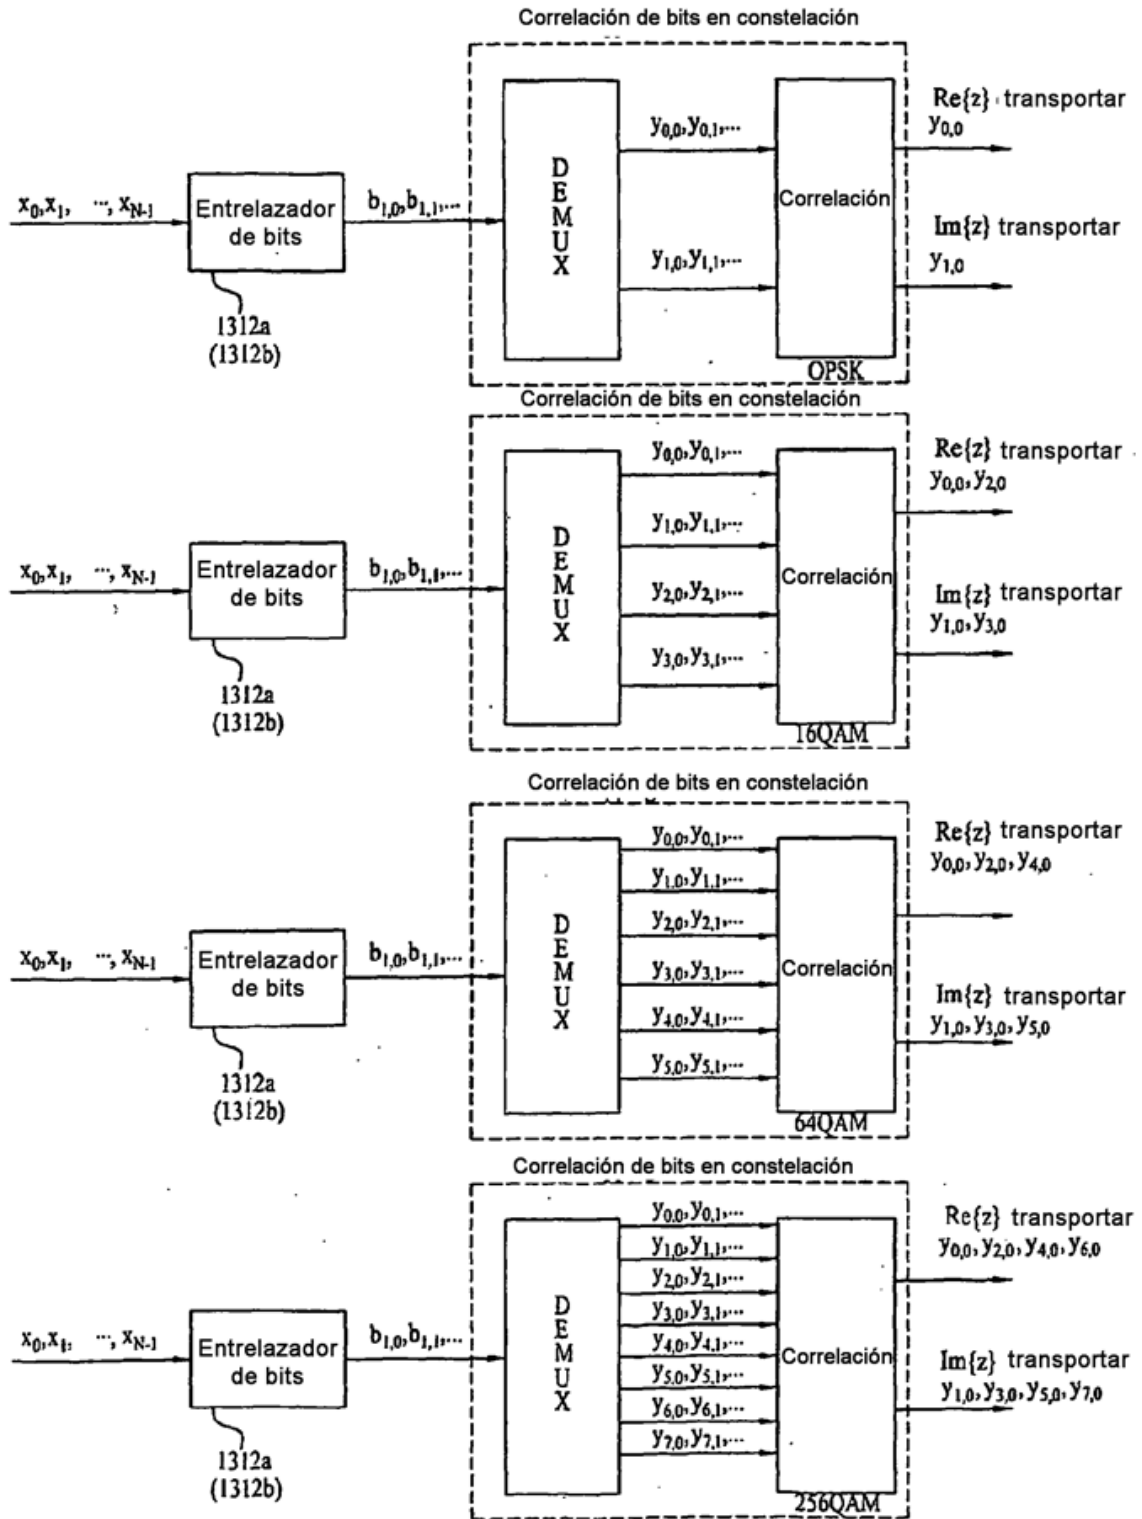 Correlación de bits en constelación
x0,x1, ..., xN-1
Entrelazador
de bits
b1,0,b1,1,...
1312a
(1312b)
DEMUX
y0,0,y0,1,...
y1,0,y1,1,...
Correlación
OPSK
Re{z} transportar
y0,0
Im{z} transportar
y1,0
Correlación de bits en constelación
x0,x1, ..., xN-1
Entrelazador
de bits
b1,0,b1,1,...
1312a
(1312b)
DEMUX
y0,0,y0,1,...
y1,0,y1,1,...
y2,0,y2,1,...
y3,0,y3,1,...
Correlación
16QAM
Re{z} transportar
y0,0,y2,0
Im{z} transportar
y1,0,y3,0
Correlación de bits en constelación
x0,x1, ..., xN-1
Entrelazador
de bits
b1,0,b1,1,...
1312a
(1312b)
DEMUX
y0,0,y0,1,...
y1,0,y1,1,...
y2,0,y2,1,...
y3,0,y3,1,...
y4,0,y4,1,...
y5,0,y5,1,...
Correlación
64QAM
Re{z} transportar
y0,0,y2,0,y4,0
Im{z} transportar
y1,0,y3,0,y5,0
Correlación de bits en constelación
x0,x1, ..., xN-1
Entrelazador
de bits
b1,0,b1,1,...
1312a
(1312b)
DEMUX
y0,0,y0,1,...
y1,0,y1,1,...
y2,0,y2,1,...
y3,0,y3,1,...
y4,0,y4,1,...
y5,0,y5,1,...
y6,0,y6,1,...
y7,0,y7,1,...
Correlación
256QAM
Re{z} transportar
y0,0,y2,0,y4,0,y6,0
Im{z} transportar
y1,0,y3,0,y5,0,y7,0